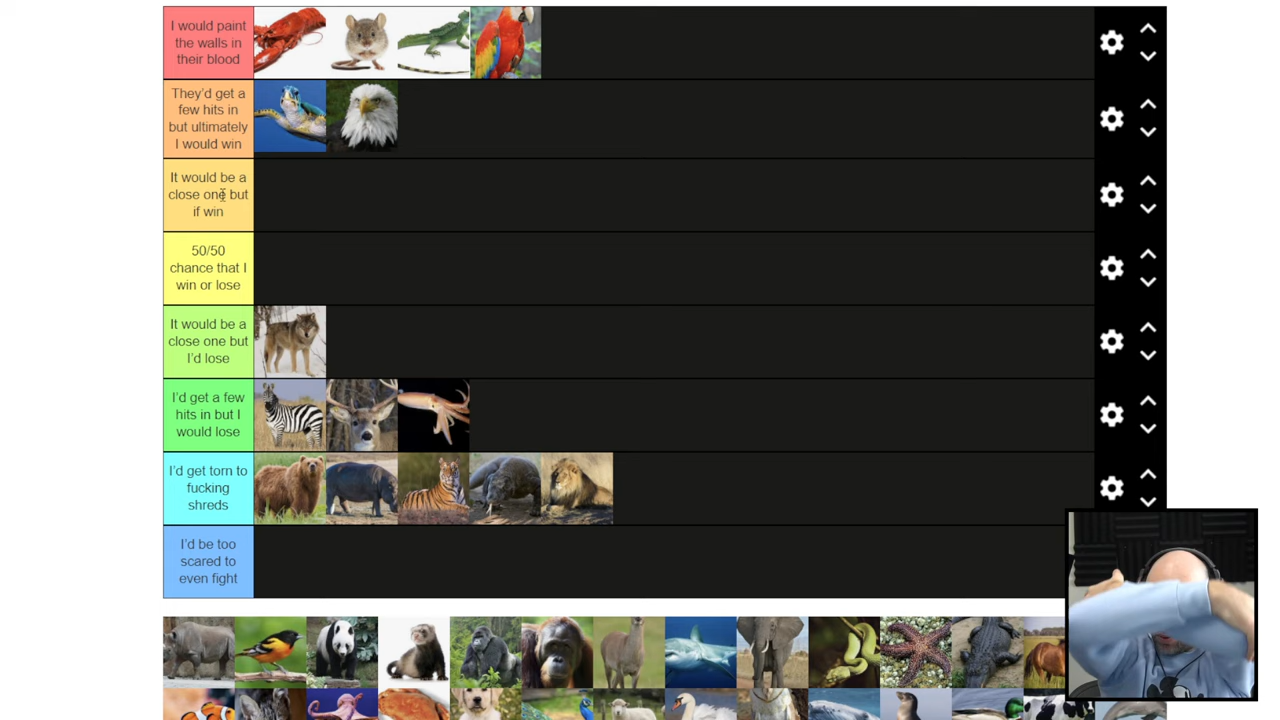 I would paint
the walls in
their blood
They'd get a
few hits in
but ultimately
I would win
It would be a
close one but
if win
50/50
chance that I
win or lose
It would be a
close one but
I'd lose
I'd get a few
hits in but I
would lose
I'd get torn to
fucking
shreds
I'd be too
scared to
even fight